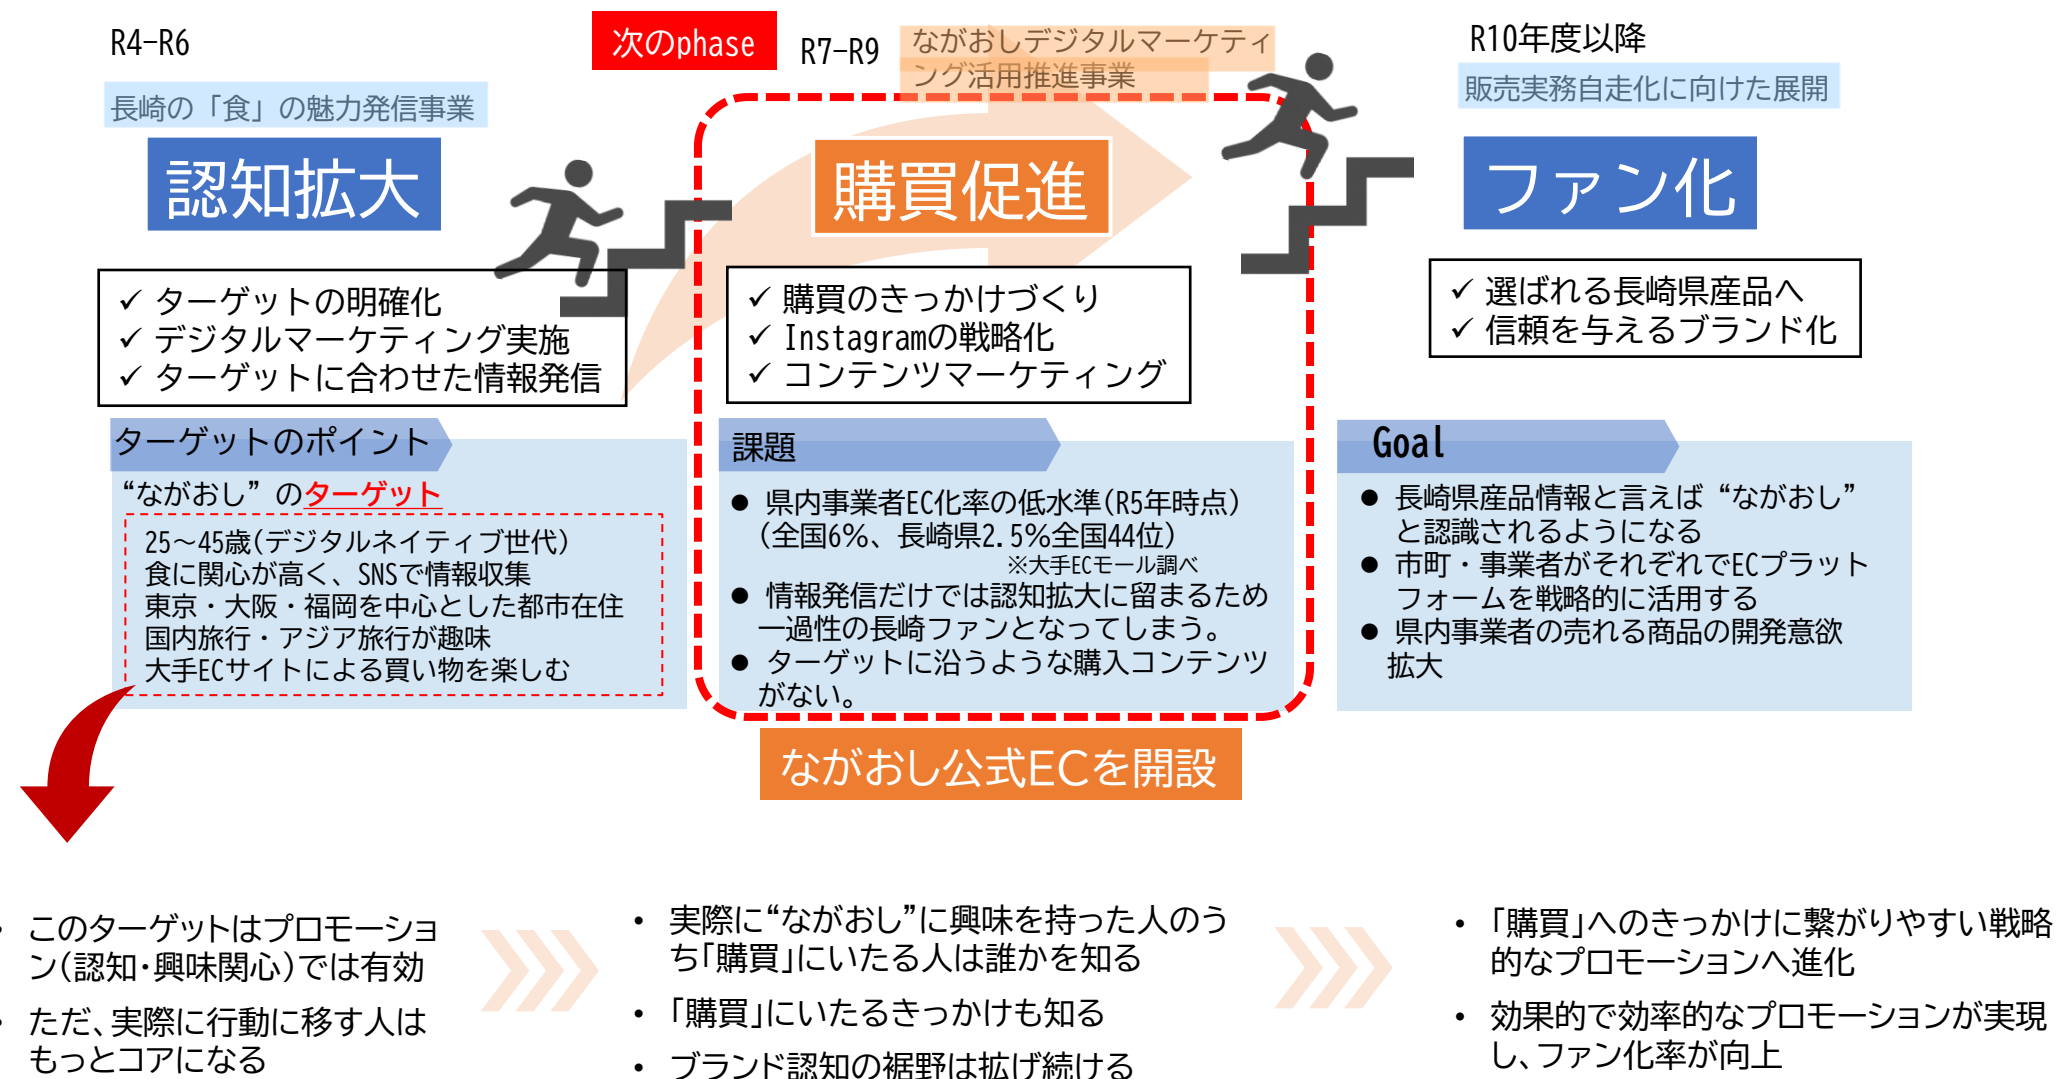 R4-R6
長崎の「食」の魅力発信事業
認知拡大
✓ ターゲットの明確化
✓ デジタルマーケティング実施
✓ ターゲットに合わせた情報発信
ターゲットのポイント
“ながおし”のターゲット
25～45歳(デジタルネイティブ世代)
食に関心が高く、SNSで情報収集
東京・大阪・福岡を中心とした都市在住
国内旅行・アジア旅行が趣味
大手ECサイトによる買い物を楽しむ
次のphase
R7-R9
ながおしデジタルマーケティ
ング活用推進事業
購買促進
✓ 購買のきっかけづくり
✓ Instagramの戦略化
✓ コンテンツマーケティング
課題
● 県内事業者EC化率の低水準(R5年時点)
(全国6%、長崎県2.5%全国44位)
※大手ECモール調べ
● 情報発信だけでは認知拡大に留まるため
一過性の長崎ファンとなってしまう。
● ターゲットに沿うような購入コンテンツ
がない。
ながおし公式ECを開設
R10年度以降
販売実務自走化に向けた展開
ファン化
✓ 選ばれる長崎県産品へ
✓ 信頼を与えるブランド化
Goal
● 長崎県産品情報と言えば“ながおし”
と認識されるようになる
● 市町・事業者がそれぞれでECプラット
フォームを戦略的に活用する
● 県内事業者の売れる商品の開発意欲
拡大
• このターゲットはプロモーショ
ン(認知・興味関心)では有効
• ただ、実際に行動に移す人は
もっとコアになる
• 実際に“ながおし”に興味を持った人のう
ち「購買」にいたる人は誰かを知る
• 「購買」にいたるきっかけも知る
• ブランド認知の裾野は拡げ続ける
• 「購買」へのきっかけに繋がりやすい戦略
的なプロモーションへ進化
• 効果的で効率的なプロモーションが実現
し、ファン化率が向上